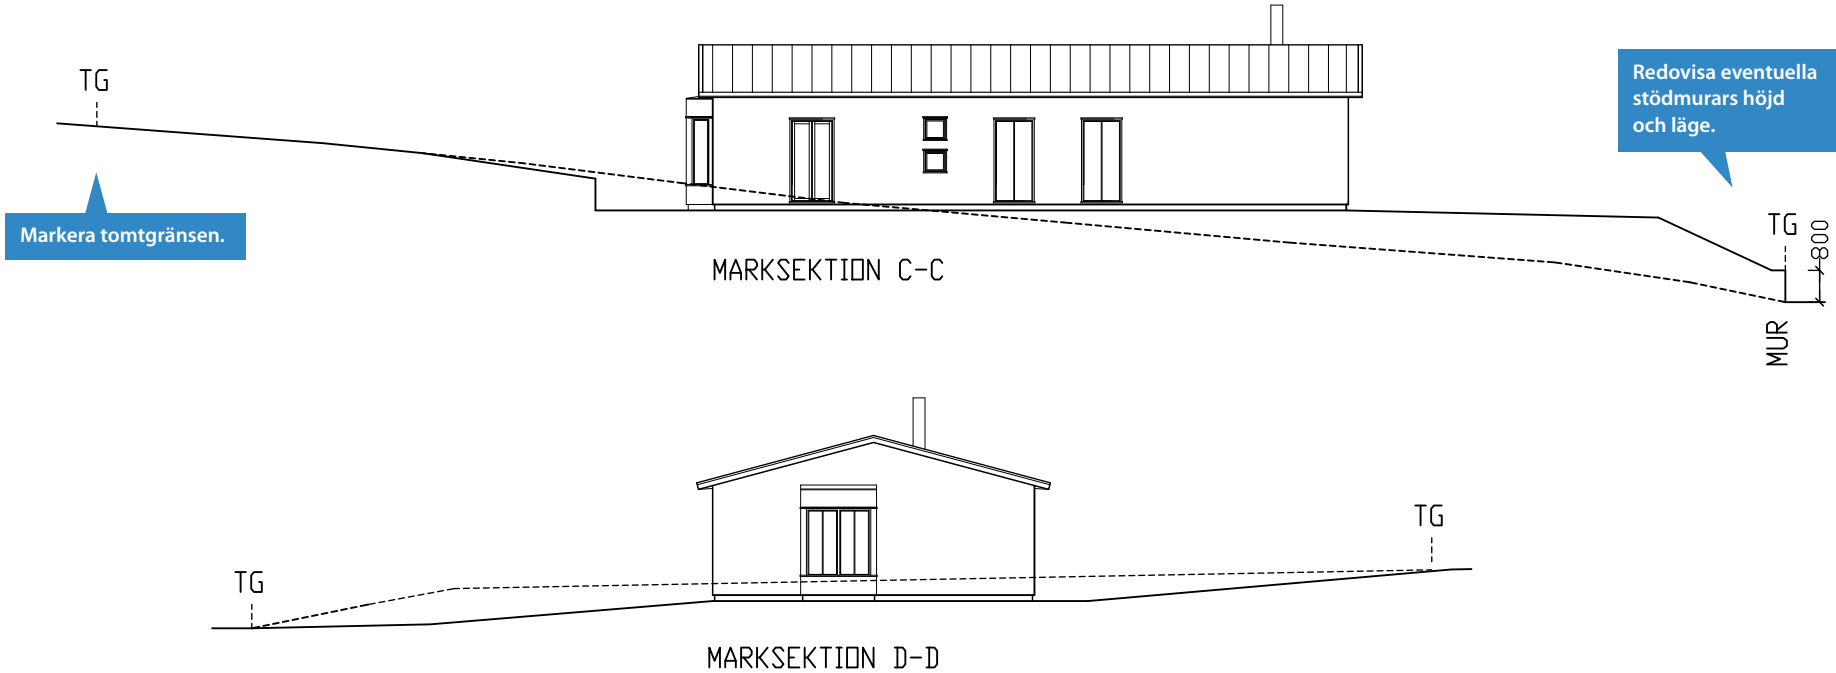 TG
Redovisa eventuella
stödmurars höjd
och läge.
Markera tomtgränsen.
TG
800
MARKSEKTION C-C
MUR
TG
TG
MARKSEKTION D-D